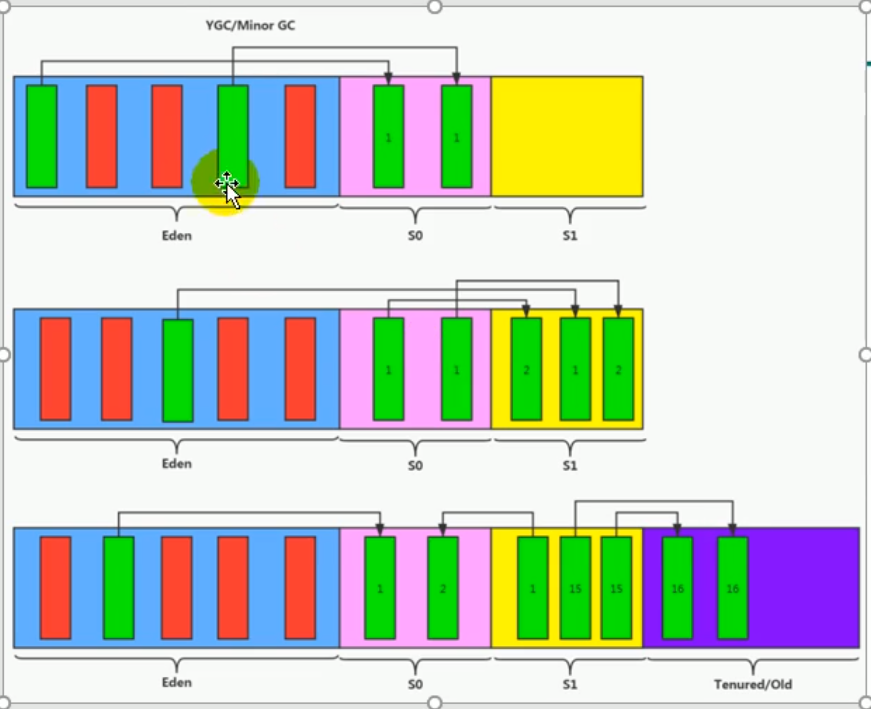 YGC/Minor GC
1 1
Eden S0 S1
1 1 2 1 2
Eden S0 S1
1 2 1 15 15 16 16
Eden S0 S1 Tenured/Old